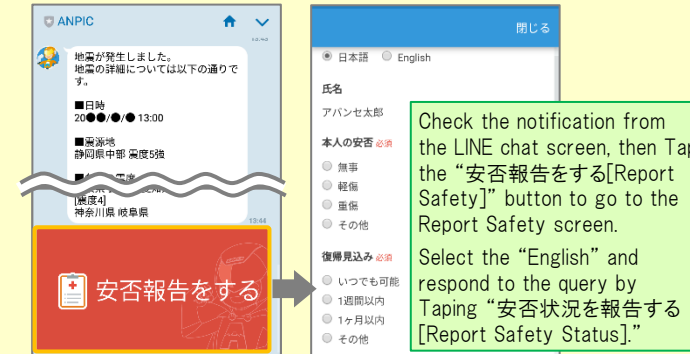 ANPIC
地震が発生しました。
地震の詳細については以下の通りで
す。
■日時
20●●/●/● 13:00
■震源地
静岡県中部 震度5強
[震度4]
神奈川県 岐阜県
13:44
安否報告をする
閉じる
日本語 English
氏名
アバンセ太郎
本人の安否 必須
無事
軽傷
重傷
その他
復帰見込み 必須
いつでも可能
1週間以内
1ヶ月以内
その他
Check the notification from
the LINE chat screen, then Tap
the “安否報告をする[Report
Safety]” button to go to the
Report Safety screen.
Select the “English” and
respond to the query by
Taping “安否状況を報告する
[Report Safety Status].”